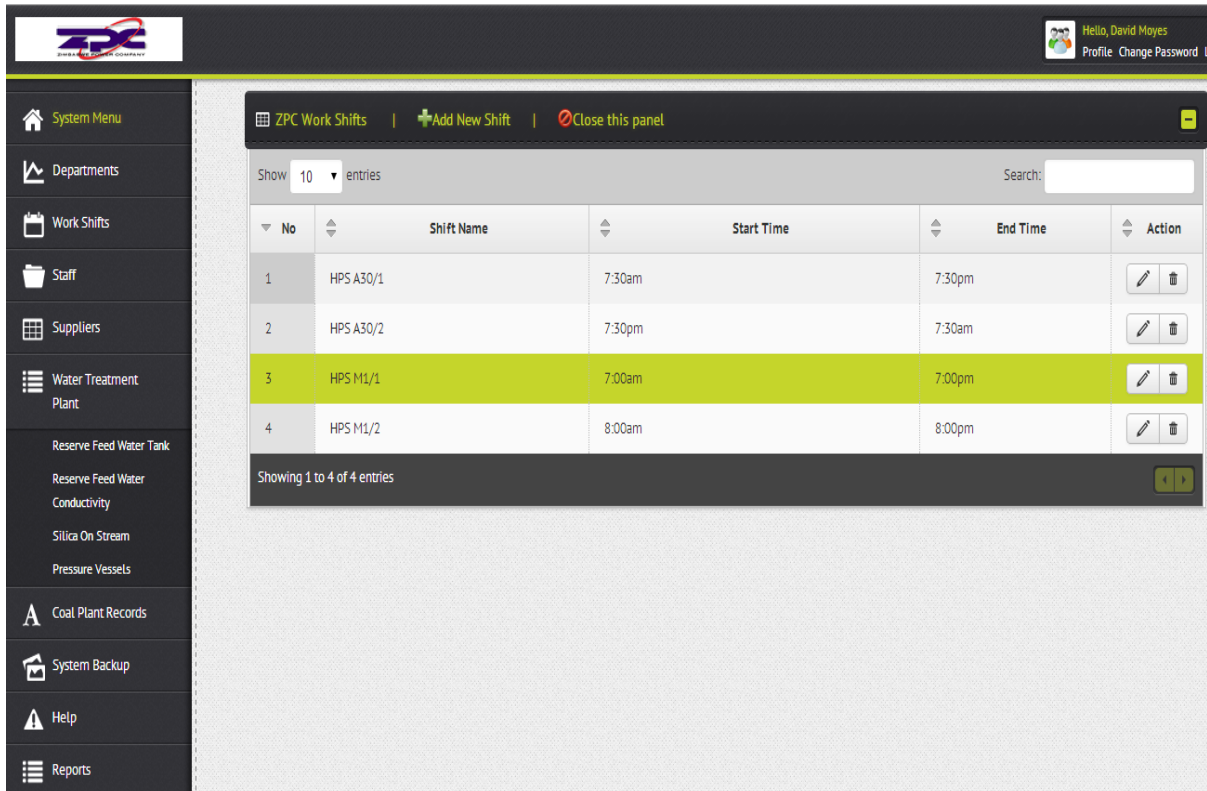 ZPC
ZIMBABWE POWER COMPANY
Hello, David Moyes
Profile Change Password
System Menu
Departments
Work Shifts
Staff
Suppliers
Water Treatment
Plant
Reserve Feed Water Tank
Reserve Feed Water
Conductivity
Silica On Stream
Pressure Vessels
Coal Plant Records
System Backup
Help
Reports
ZPC Work Shifts | Add New Shift | Close this panel
Show 10 entries Search:
No Shift Name Start Time End Time Action
1 HPS A30/1 7:30am 7:30pm
2 HPS A30/2 7:30pm 7:30am
3 HPS M1/1 7:00am 7:00pm
4 HPS M1/2 8:00am 8:00pm
Showing 1 to 4 of 4 entries